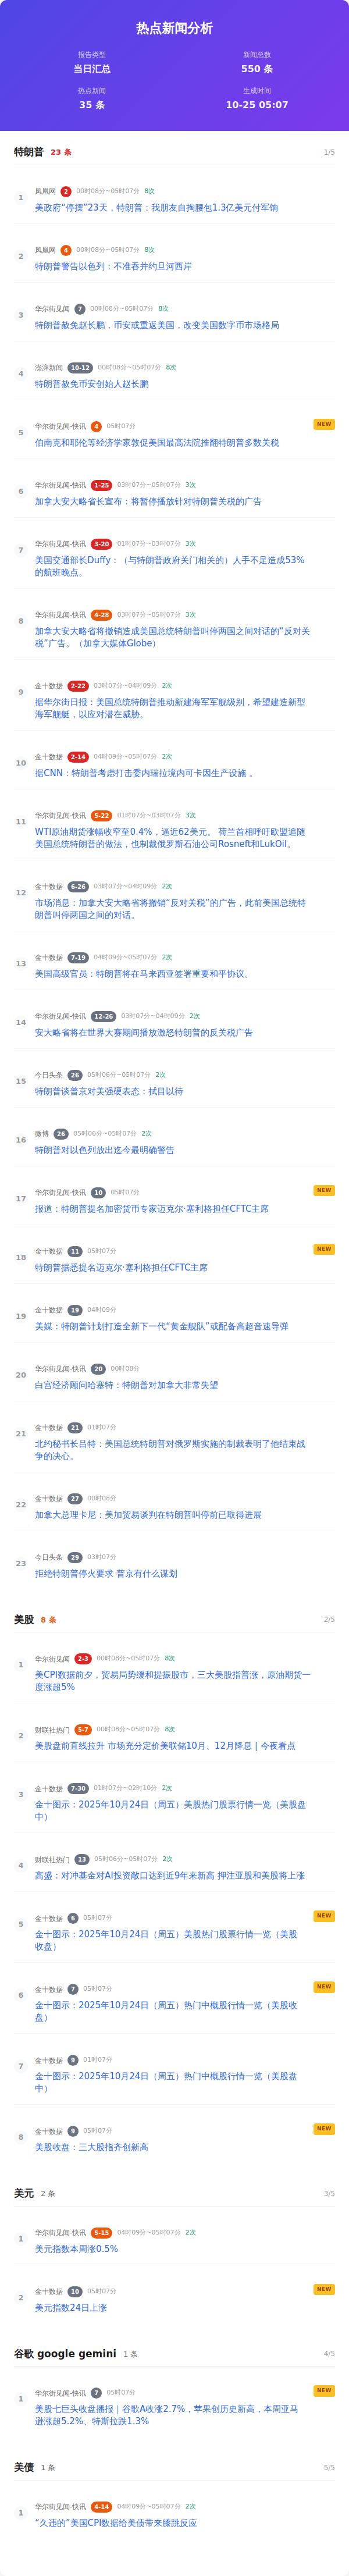 热点新闻分析
报告类型
当日汇总
新闻总数
550 条
热点新闻
35 条
生成时间
10-25 05:07
特朗普 23 条 1/5
1
凤凰网 2 00时08分~05时07分 8次
美政府“停摆”23天，特朗普：我朋友自掏腰包1.3亿美元付军饷
2
凤凰网 4 00时08分~05时07分 8次
特朗普警告以色列：不准吞并约旦河西岸
3
华尔街见闻 7 00时08分~05时07分 8次
特朗普赦免赵长鹏，币安或重返美国，改变美国数字币市场格局
4
澎湃新闻 10-12 00时08分~05时07分 8次
特朗普赦免币安创始人赵长鹏
5
华尔街见闻-快讯 4 05时07分 NEW
伯南克和耶伦等经济学家敦促美国最高法院推翻特朗普多数关税
6
华尔街见闻-快讯 1-25 03时07分~05时07分 3次
加拿大安大略省长宣布：将暂停播放针对特朗普关税的广告
7
华尔街见闻-快讯 3-20 01时07分~03时07分 3次
美国交通部长Duffy：（与特朗普政府关门相关的）人手不足造成53%
的航班晚点。
8
华尔街见闻-快讯 4-28 03时07分~05时07分 3次
加拿大安大略省将撤销造成美国总统特朗普叫停两国之间对话的“反对关
税”广告。（加拿大媒体Globe）
9
金十数据 2-22 03时07分~04时09分 2次
据华尔街日报：美国总统特朗普推动新建海军军舰级别，希望建造新型
海军舰艇，以应对潜在威胁。
10
金十数据 2-14 04时09分~05时07分 2次
据CNN：特朗普考虑打击委内瑞拉境内可卡因生产设施 。
11
华尔街见闻-快讯 5-22 01时07分~03时07分 3次
WTI原油期货涨幅收窄至0.4%，逼近62美元。 荷兰首相呼吁欧盟追随
美国总统特朗普的做法，也制裁俄罗斯石油公司Rosneft和LukOil。
12
金十数据 6-26 03时07分~04时09分 2次
市场消息：加拿大安大略省将撤销“反对关税”的广告，此前美国总统特
朗普叫停两国之间的对话。
13
金十数据 7-19 04时09分~05时07分 2次
美国高级官员：特朗普将在马来西亚签署重要和平协议。
14
华尔街见闻-快讯 12-26 03时07分~04时09分 2次
安大略省将在世界大赛期间播放激怒特朗普的反关税广告
15
今日头条 26 05时06分~05时07分 2次
特朗普谈普京对美强硬表态：拭目以待
16
微博 26 05时06分~05时07分 2次
特朗普对以色列放出迄今最明确警告
17
华尔街见闻-快讯 10 05时07分 NEW
报道：特朗普提名加密货币专家迈克尔·塞利格担任CFTC主席
18
金十数据 11 05时07分 NEW
特朗普据悉提名迈克尔·塞利格担任CFTC主席
19
金十数据 19 04时09分
美媒：特朗普计划打造全新下一代“黄金舰队”或配备高超音速导弹
20
华尔街见闻-快讯 20 00时08分
白宫经济顾问哈塞特：特朗普对加拿大非常失望
21
金十数据 21 01时07分
北约秘书长吕特：美国总统特朗普对俄罗斯实施的制裁表明了他结束战
争的决心。
22
金十数据 27 00时08分
加拿大总理卡尼：美加贸易谈判在特朗普叫停前已取得进展
23
今日头条 29 03时07分
拒绝特朗普停火要求 普京有什么谋划
美股 8 条 2/5
1
华尔街见闻 2-3 00时08分~05时07分 8次
美CPI数据前夕，贸易局势缓和提振股市，三大美股指普涨，原油期货一
度涨超5%
2
财联社热门 5-7 00时08分~05时07分 8次
美股盘前直线拉升 市场充分定价美联储10月、12月降息 | 今夜看点
3
金十数据 7-30 01时07分~02时10分 2次
金十图示：2025年10月24日（周五）美股热门股票行情一览（美股盘
中）
4
财联社热门 13 05时06分~05时07分 2次
高盛：对冲基金对AI投资敞口达到近9年来新高 押注亚股和美股将上涨
5
金十数据 6 05时07分 NEW
金十图示：2025年10月24日（周五）美股热门股票行情一览（美股
收盘）
6
金十数据 7 05时07分 NEW
金十图示：2025年10月24日（周五）热门中概股行情一览（美股收
盘）
7
金十数据 9 01时07分
金十图示：2025年10月24日（周五）热门中概股行情一览（美股盘
中）
8
金十数据 9 05时07分 NEW
美股收盘：三大股指齐创新高
美元 2 条 3/5
1
华尔街见闻-快讯 5-15 04时09分~05时07分 2次
美元指数本周涨0.5%
2
金十数据 10 05时07分 NEW
美元指数24日上涨
谷歌 google gemini 1 条 4/5
1
华尔街见闻-快讯 7 05时07分 NEW
美股七巨头收盘播报｜谷歌A收涨2.7%，苹果创历史新高，本周亚马
逊涨超5.2%、特斯拉跌1.3%
美债 1 条 5/5
1
华尔街见闻-快讯 4-14 04时09分~05时07分 2次
“久违的”美国CPI数据给美债带来膝跳反应